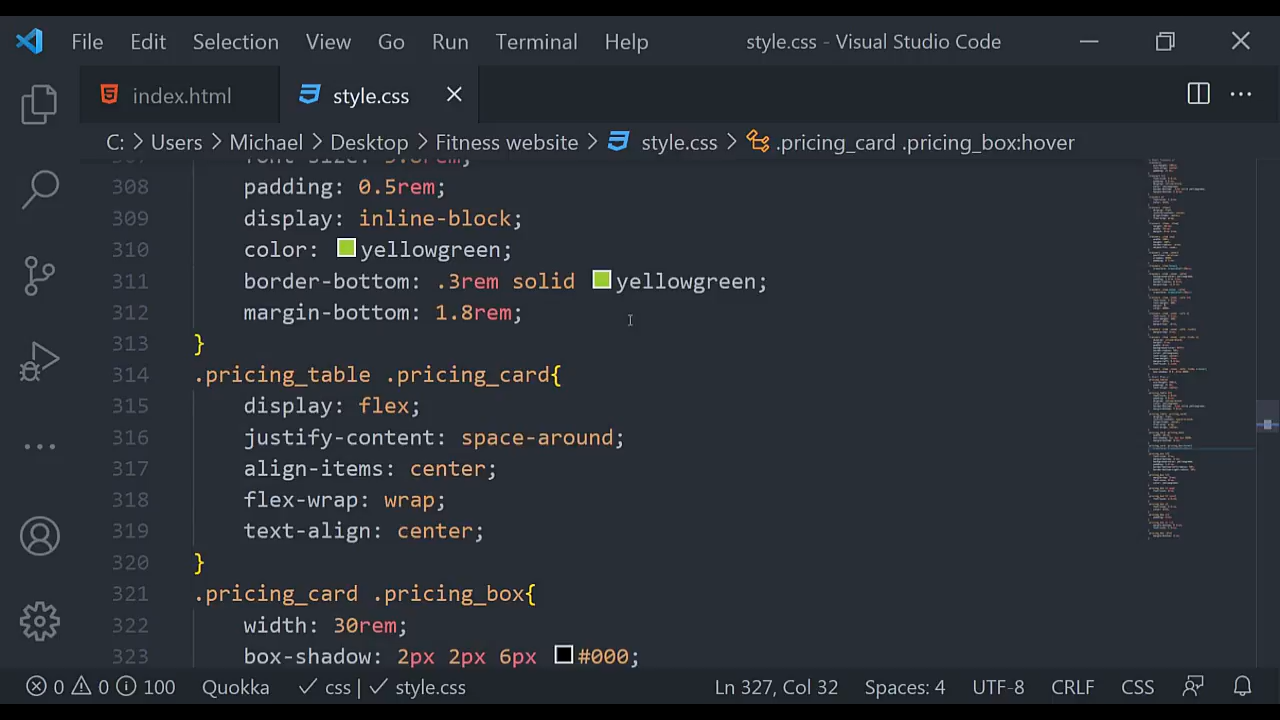 File Edit Selection View Go Run Terminal Help style.css - Visual Studio Code
index.html style.css
C: > Users > Michael > Desktop > Fitness website > style.css > .pricing_card .pricing_box:hover
308 padding: 0.5rem;
309 display: inline-block;
310 color: yellowgreen;
311 border-bottom: .3rem solid yellowgreen;
312 margin-bottom: 1.8rem;
313 }
314 .pricing_table .pricing_card{
315 display: flex;
316 justify-content: space-around;
317 align-items: center;
318 flex-wrap: wrap;
319 text-align: center;
320 }
321 .pricing_card .pricing_box{
322 width: 30rem;
323 box-shadow: 2px 2px 6px #000;
0 0 100 Quokka ✓ css | ✓ style.css Ln 327, Col 32 Spaces: 4 UTF-8 CRLF CSS